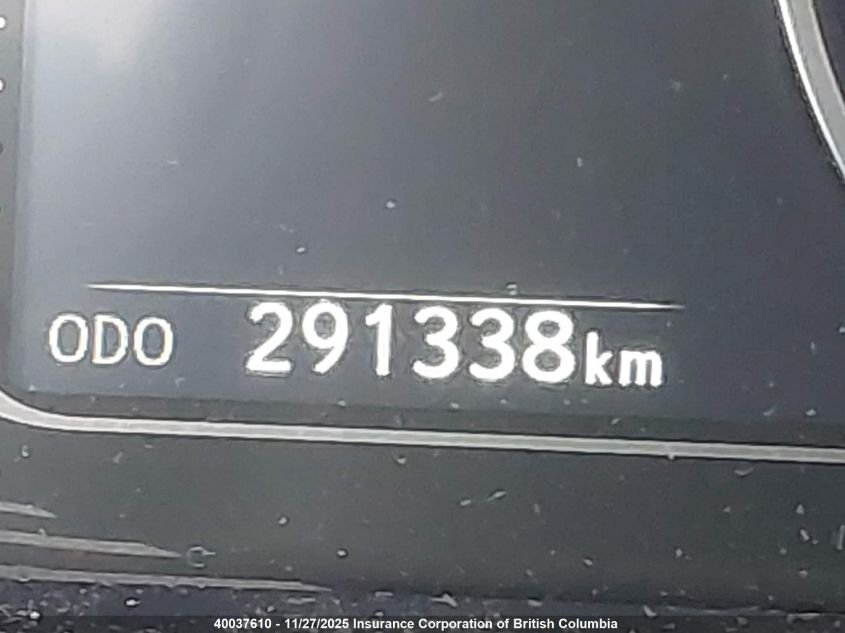 ODO 291338km
40037610 - 11/27/2025 Insurance Corporation of British Columbia